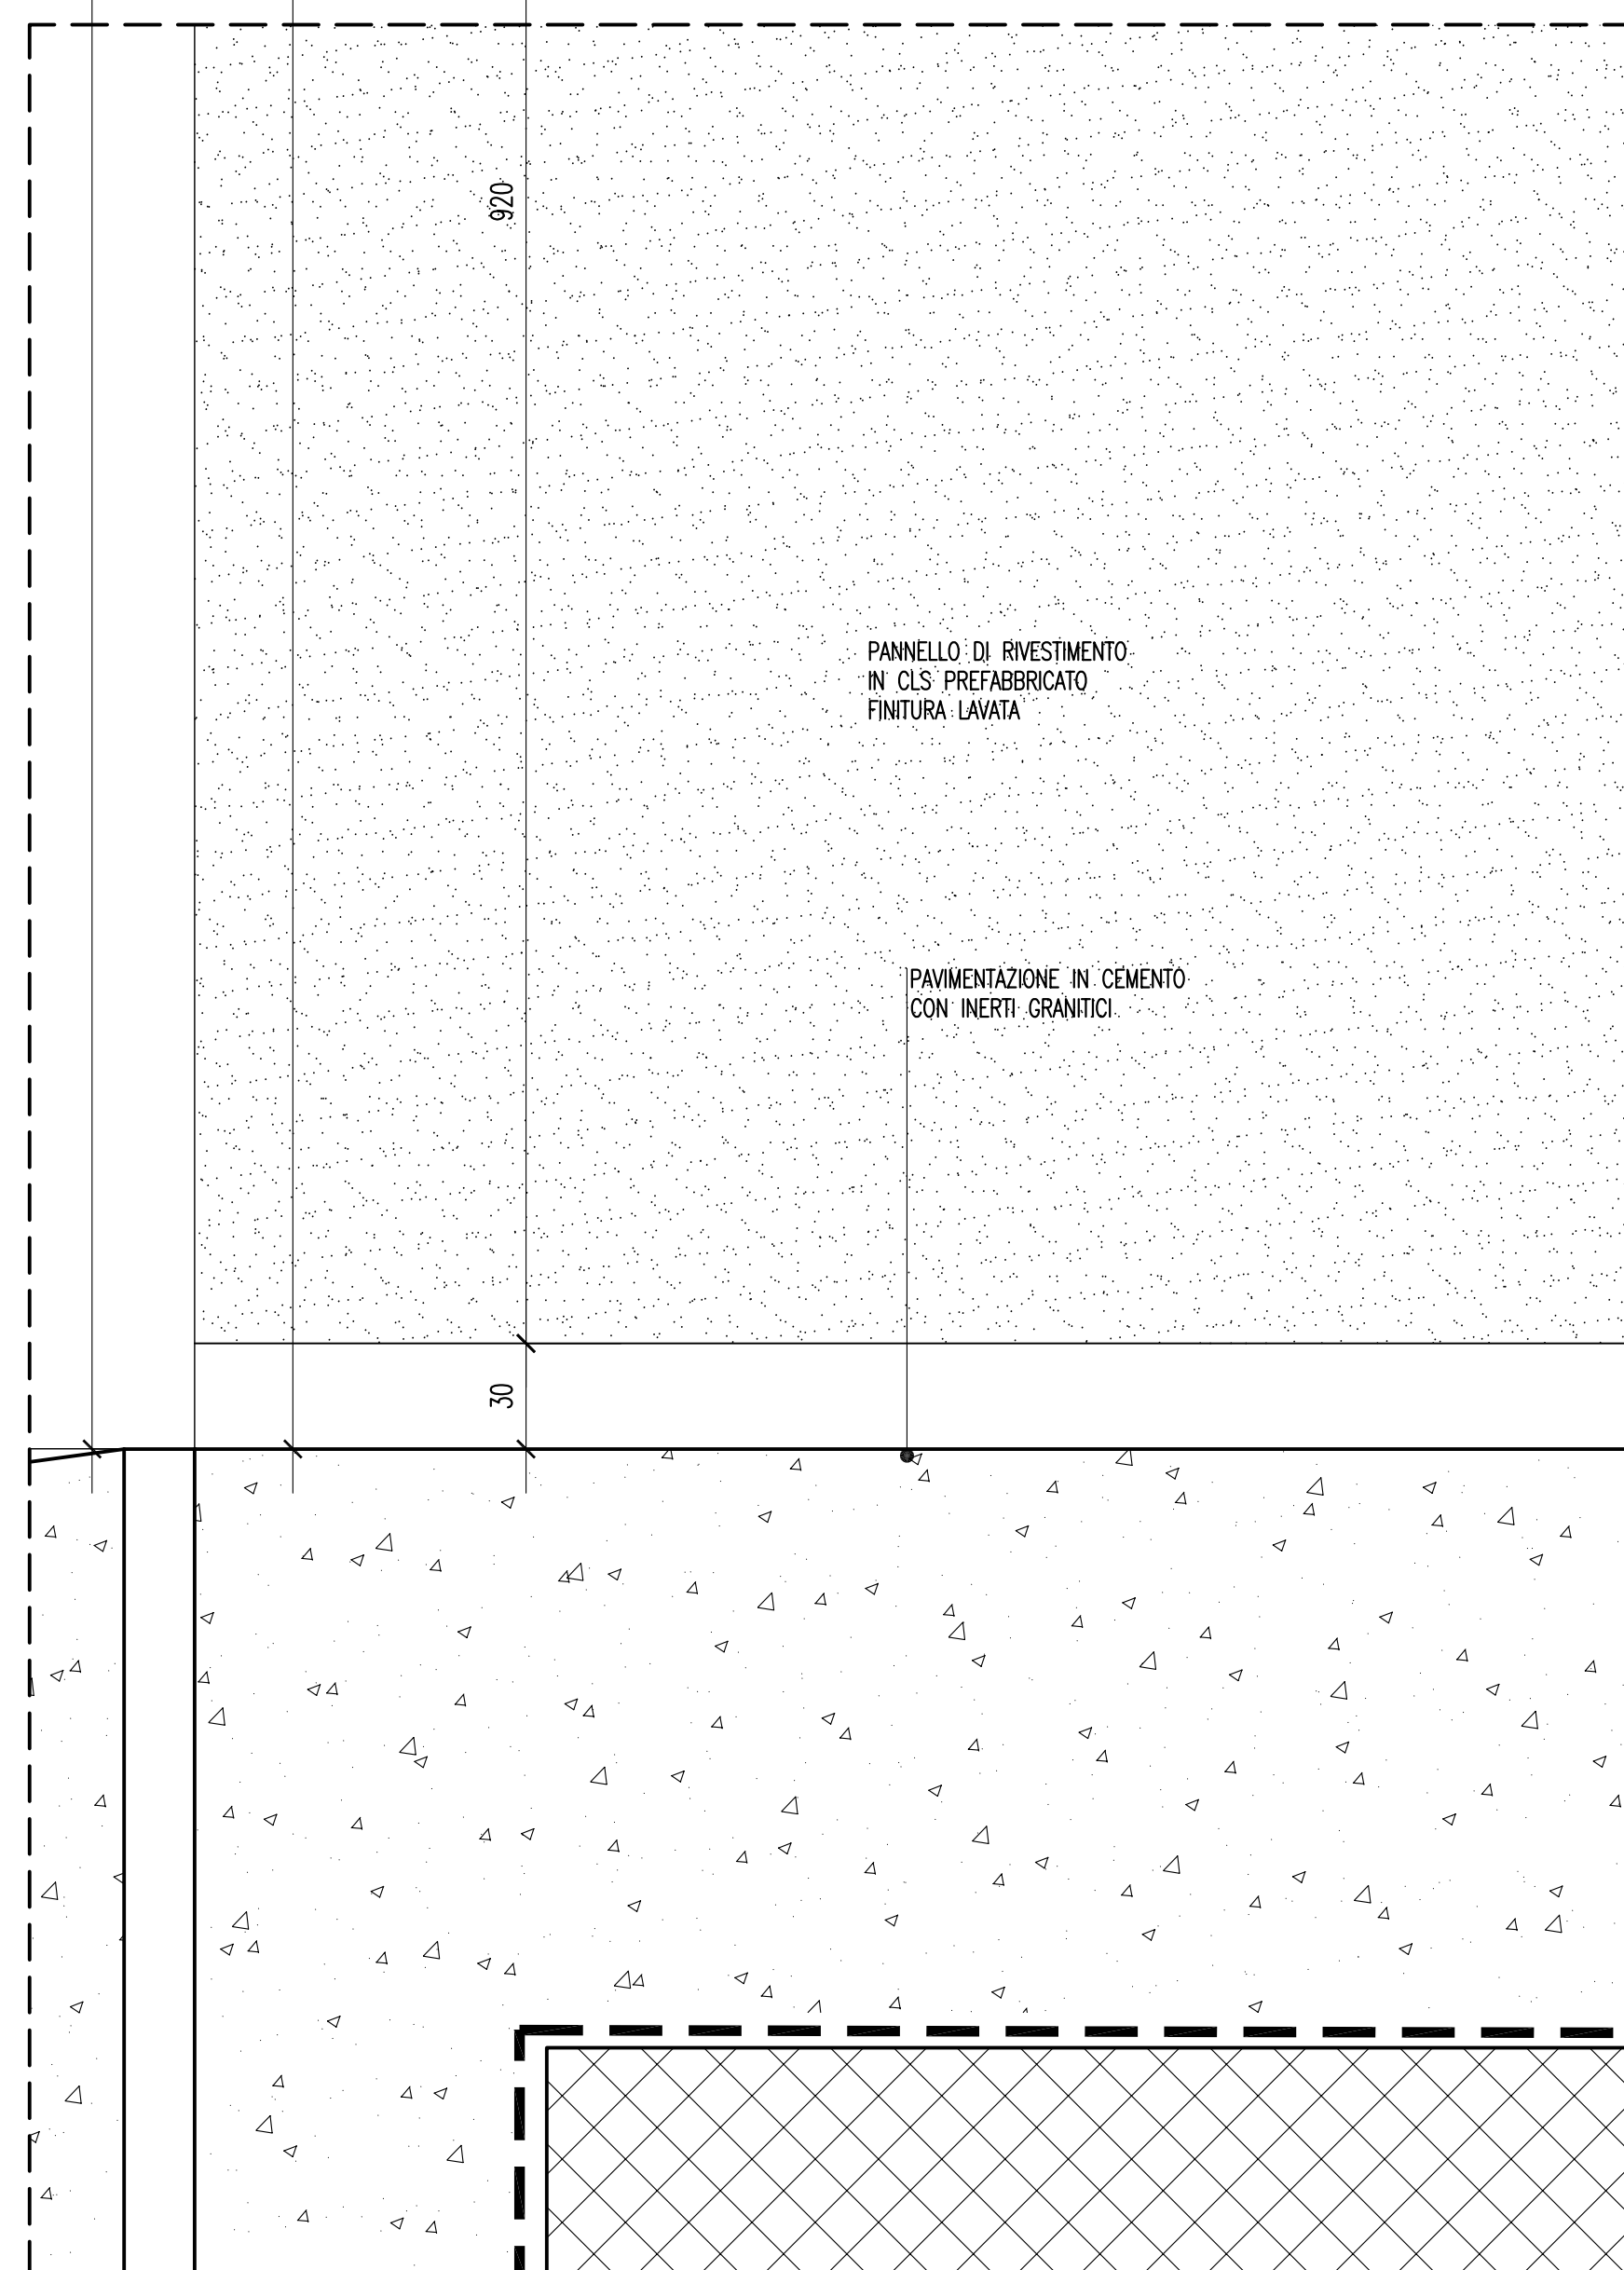 920
PANNELLO DI RIVESTIMENTO
IN CLS PREFABBRICATO
FINITURA LAVATA
PAVIMENTAZIONE IN CEMENTO
CON INERTI GRANITICI
30